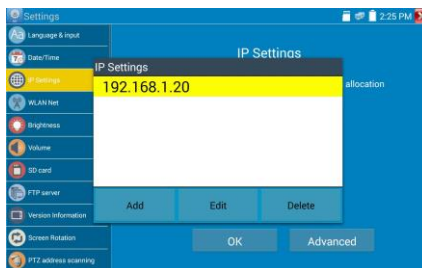 Settings
2:25 PM
Language & input
Date/Time
IP Settings
WLAN Net
Brightness
Volume
SD card
FTP server
Version Information
Screen Rotation
PTZ address scanning
IP Settings
allocation
IP Settings
192.168.1.20
Add
Edit
Delete
OK
Advanced